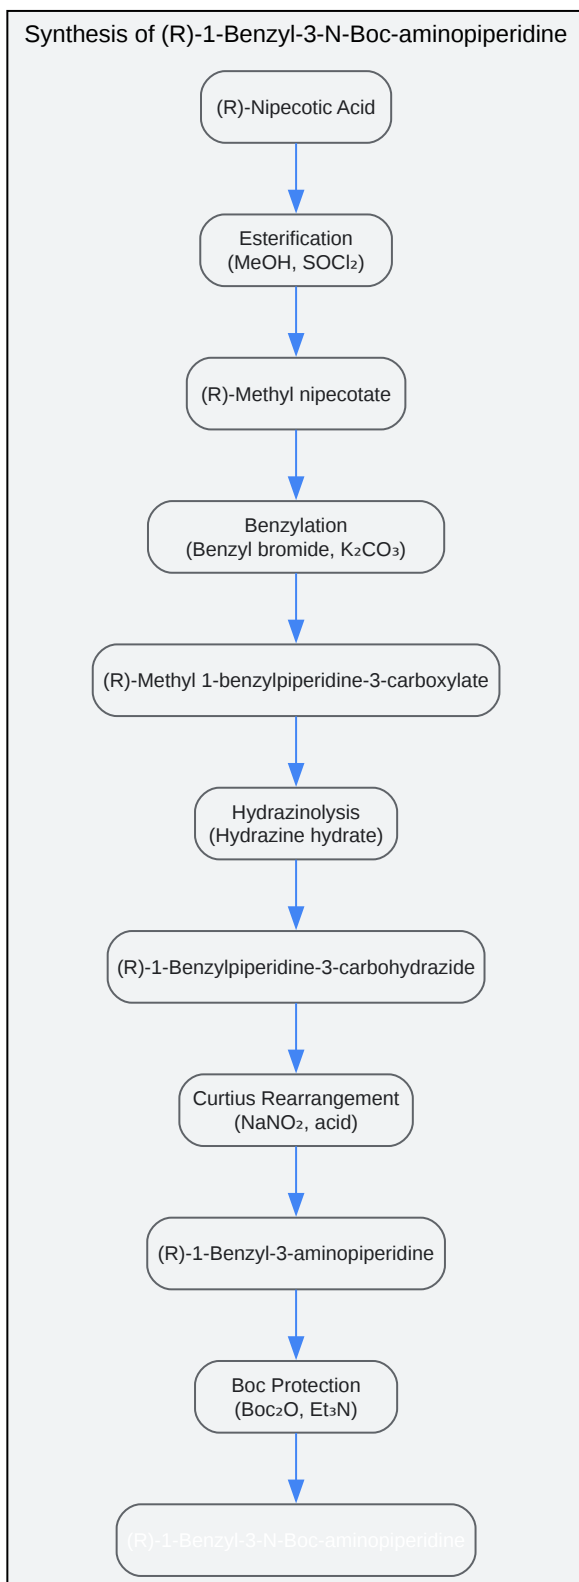 Synthesis of (R)-1-Benzyl-3-N-Boc-aminopiperidine
(R)-Nipecotic Acid
Esterification
(MeOH, SOCl₂)
(R)-Methyl nipecotate
Benzylation
(Benzyl bromide, K₂CO₃)
(R)-Methyl 1-benzylpiperidine-3-carboxylate
Hydrazinolysis
(Hydrazine hydrate)
(R)-1-Benzylpiperidine-3-carbohydrazide
Curtius Rearrangement
(NaNO₂, acid)
(R)-1-Benzyl-3-aminopiperidine
Boc Protection
(Boc₂O, Et₃N)
(R)-1-Benzyl-3-N-Boc-aminopiperidine